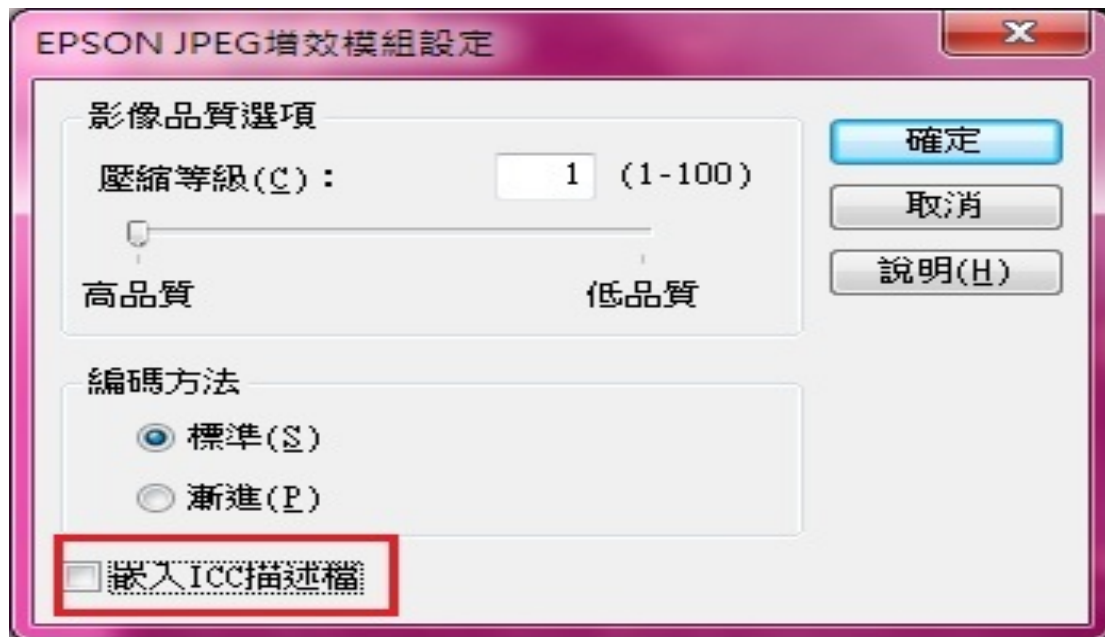 EPSON JPEG增效模組設定
影像品質選項
壓縮等級(C)： 1 (1-100)
高品質 低品質
編碼方法
標準(S)
漸進(P)
嵌入ICC描述檔
確定
取消
說明(H)